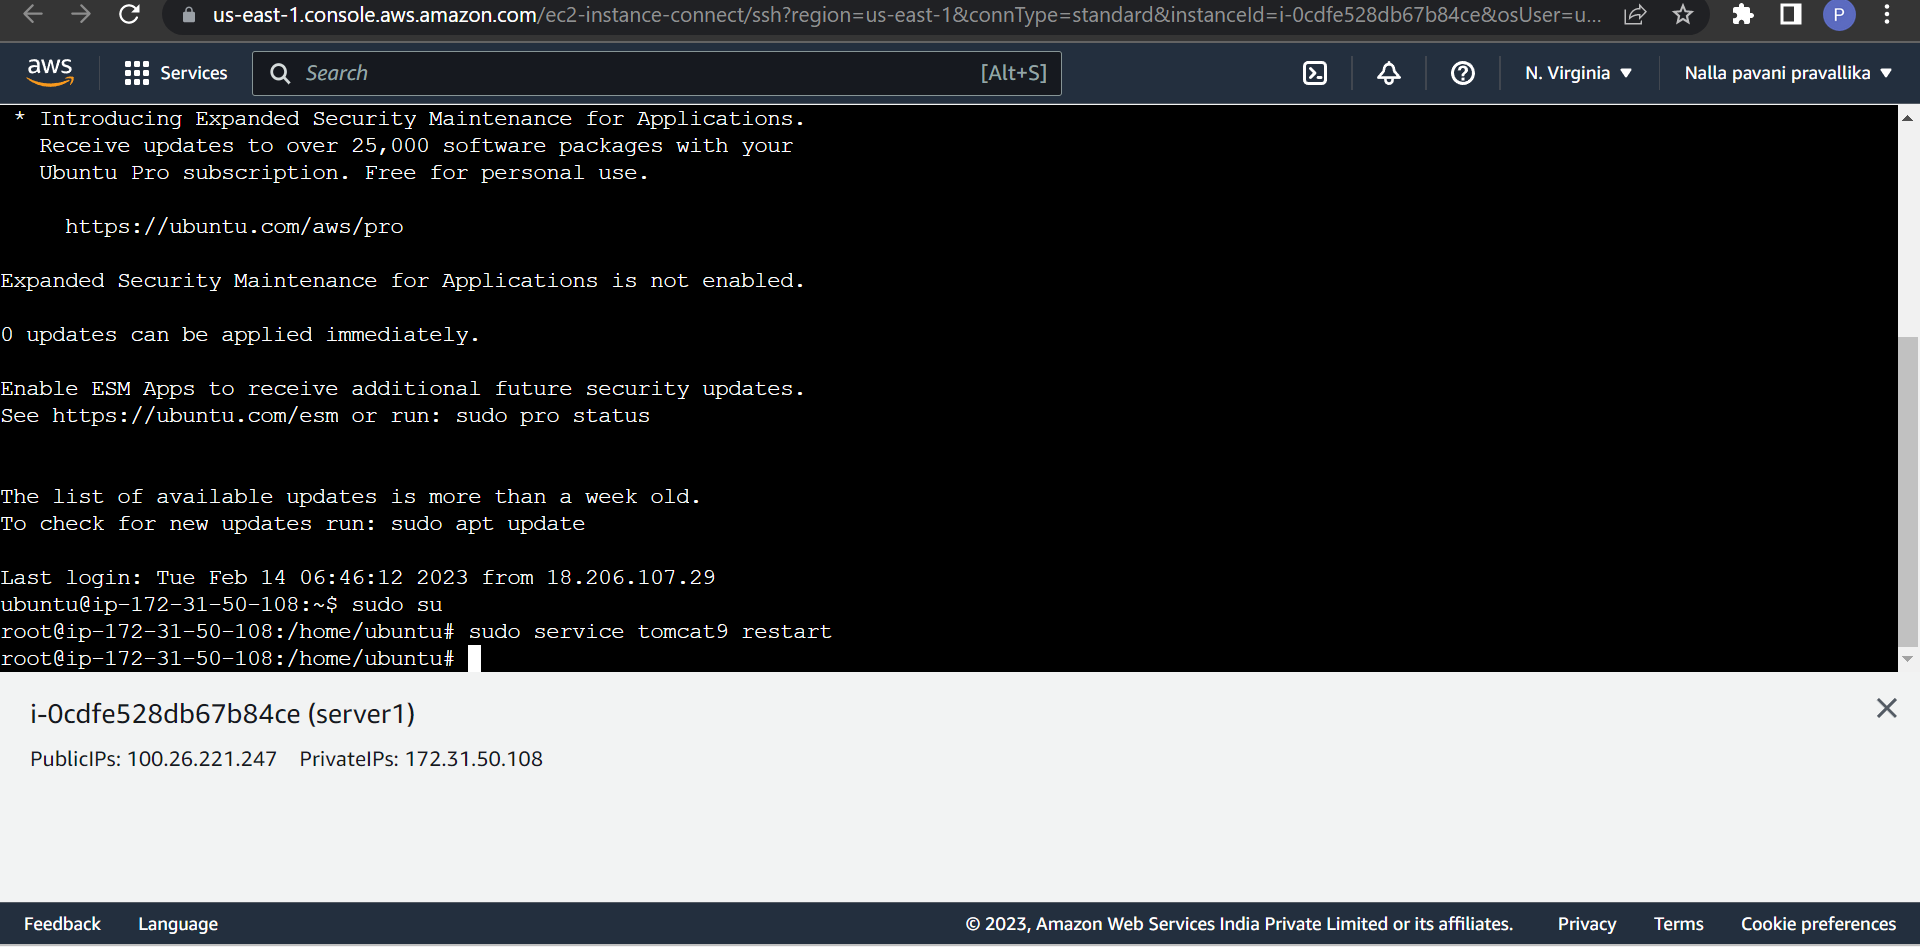 us-east-1.console.aws.amazon.com/ec2-instance-connect/ssh?region=us-east-1&connType=standard&instanceId=i-0cdfe528db67b84ce&osUser=u...
P
aws
Services
Search
[Alt+S]
N. Virginia
Nalla pavani pravallika
* Introducing Expanded Security Maintenance for Applications.
Receive updates to over 25,000 software packages with your
Ubuntu Pro subscription. Free for personal use.
https://ubuntu.com/aws/pro
Expanded Security Maintenance for Applications is not enabled.
0 updates can be applied immediately.
Enable ESM Apps to receive additional future security updates.
See https://ubuntu.com/esm or run: sudo pro status
The list of available updates is more than a week old.
To check for new updates run: sudo apt update
Last login: Tue Feb 14 06:46:12 2023 from 18.206.107.29
ubuntu@ip-172-31-50-108:~$ sudo su
root@ip-172-31-50-108:/home/ubuntu# sudo service tomcat9 restart
root@ip-172-31-50-108:/home/ubuntu#
i-0cdfe528db67b84ce (server1)
PublicIPs: 100.26.221.247 PrivateIPs: 172.31.50.108
Feedback Language © 2023, Amazon Web Services India Private Limited or its affiliates. Privacy Terms Cookie preferences